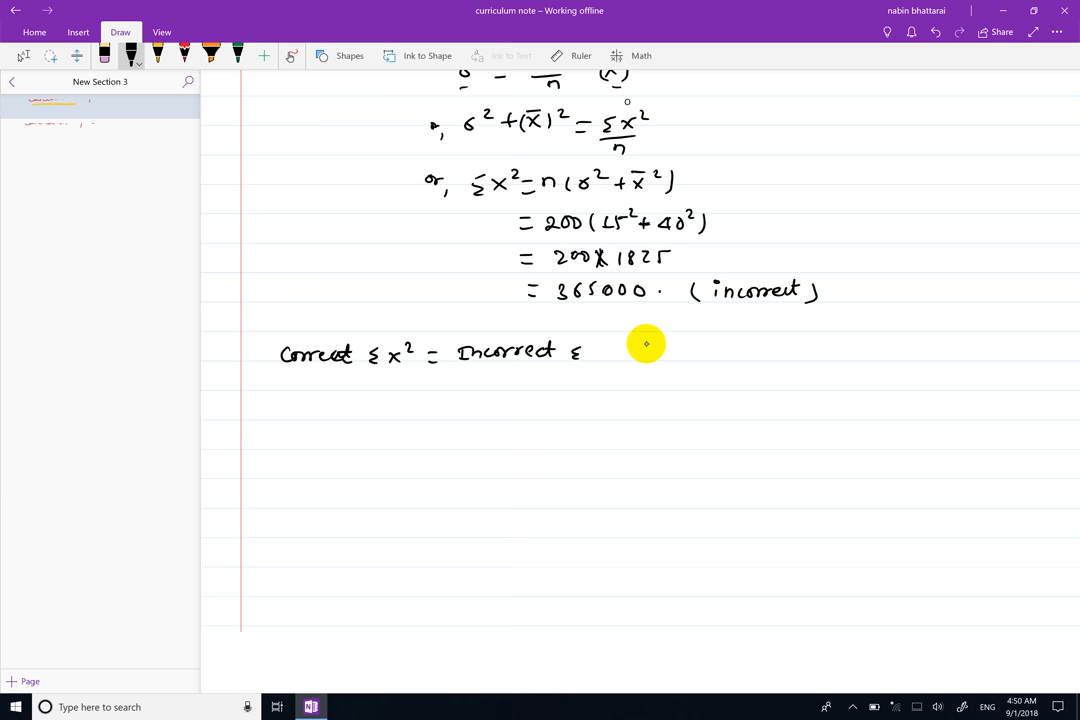 curriculum note – Working offline
nabin bhattarai
Home Insert Draw View
Share
Shapes Ink to Shape Ink to Text Ruler Math
New Section 3
n
σ² + (x̄)² = Σx²
n
or, Σx² = n(σ² + x̄²)
= 200(15² + 40²)
= 200 × 1825
= 365000. (incorrect)
Correct Σx² = Incorrect Σ
+ Page
Type here to search
ENG
4:50 AM
9/1/2018